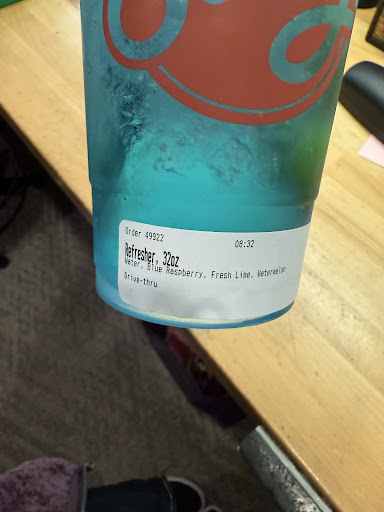 Order 49922 08:32
Refresher, 32oz
Water, Blue Raspberry, Fresh Lime, Watermelon
Drive-thru